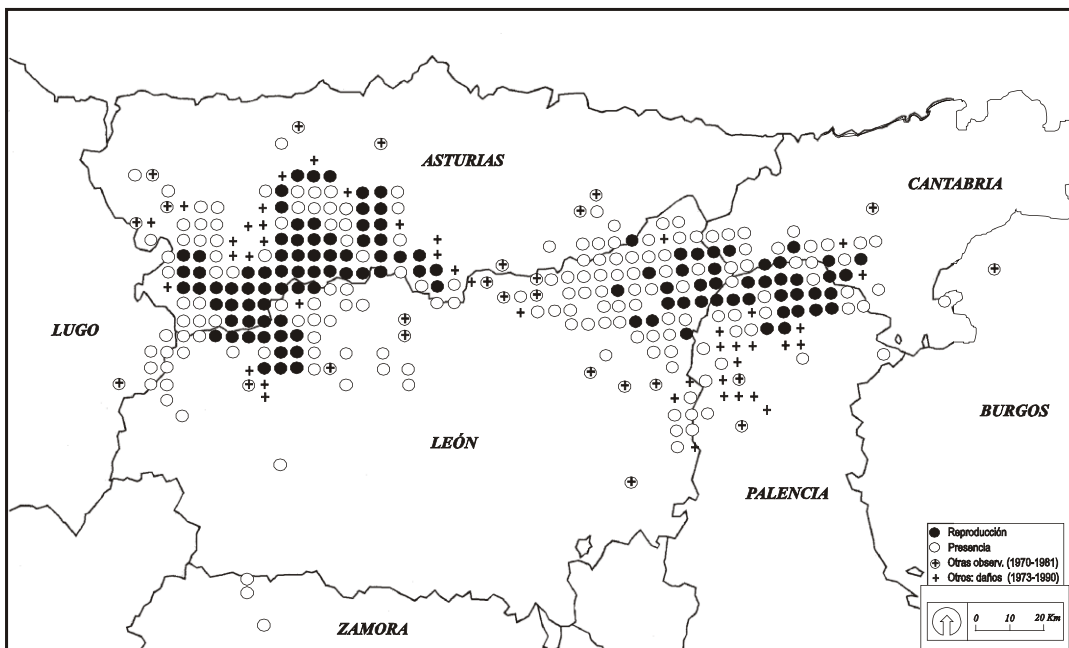 ASTURIAS
CANTABRIA
LUGO
LEÓN
BURGOS
PALENCIA
ZAMORA
Reproducción
Presencia
Otras observ. (1970-1981)
Otros: daños (1973-1990)
0 10 20 Km